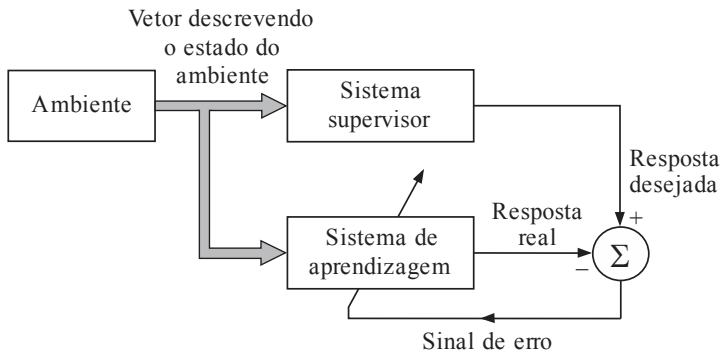 Vetor descrevendo
o estado do
ambiente
Ambiente
Sistema
supervisor
Resposta
desejada
Sistema de
aprendizagem
Resposta
real
+
−
Σ
Sinal de erro